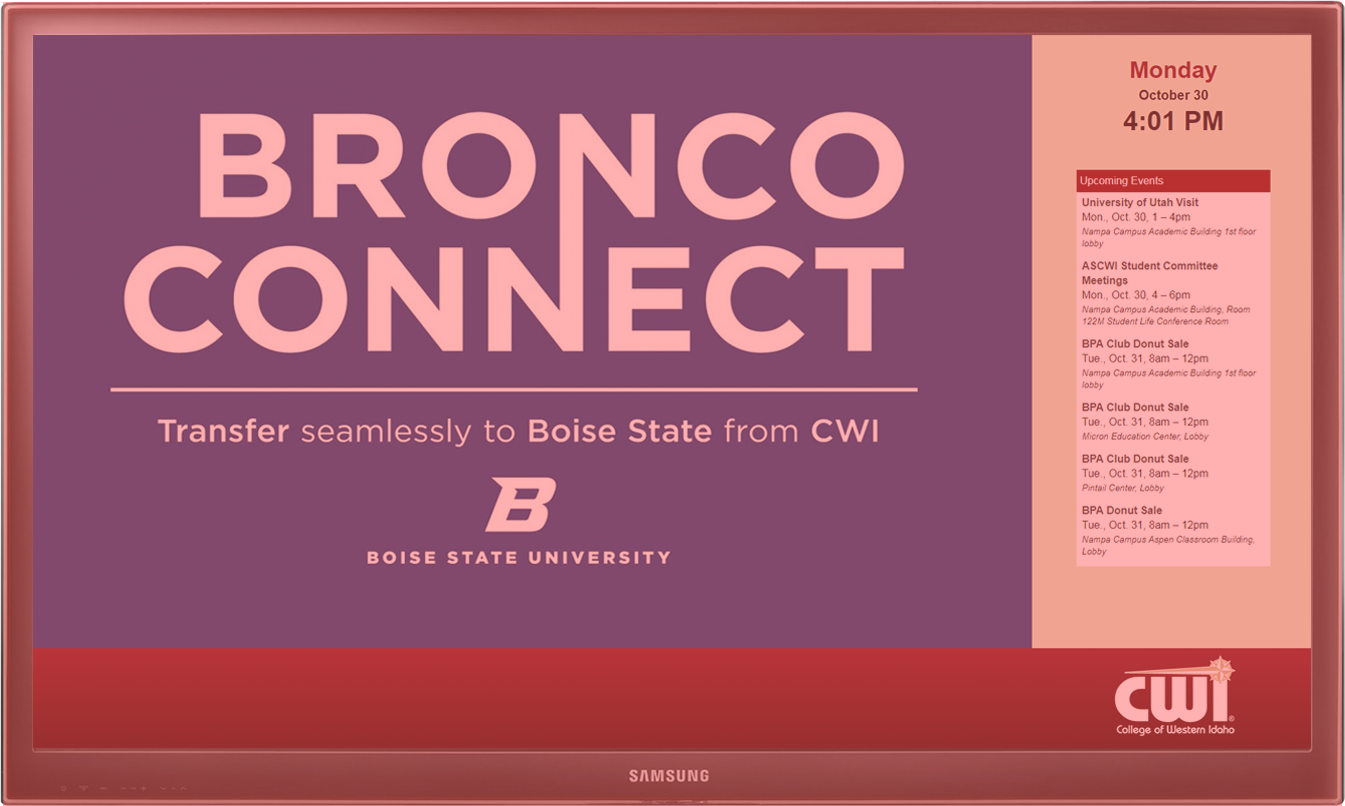 BRONCO
CONNECT
Transfer seamlessly to Boise State from CWI
B
BOISE STATE UNIVERSITY
Monday
October 30
4:01 PM
Upcoming Events
University of Utah Visit
Mon., Oct. 30, 1 – 4pm
Nampa Campus Academic Building 1st floor
lobby
ASCWI Student Committee
Meetings
Mon., Oct. 30, 4 – 6pm
Nampa Campus Academic Building, Room
122M Student Life Conference Room
BPA Club Donut Sale
Tue., Oct. 31, 8am – 12pm
Nampa Campus Academic Building 1st floor
lobby
BPA Club Donut Sale
Tue., Oct. 31, 8am – 12pm
Micron Education Center, Lobby
BPA Club Donut Sale
Tue., Oct. 31, 8am – 12pm
Pintail Center, Lobby
BPA Donut Sale
Tue., Oct. 31, 8am – 12pm
Nampa Campus Aspen Classroom Building,
Lobby
cwi®
College of Western Idaho
SAMSUNG